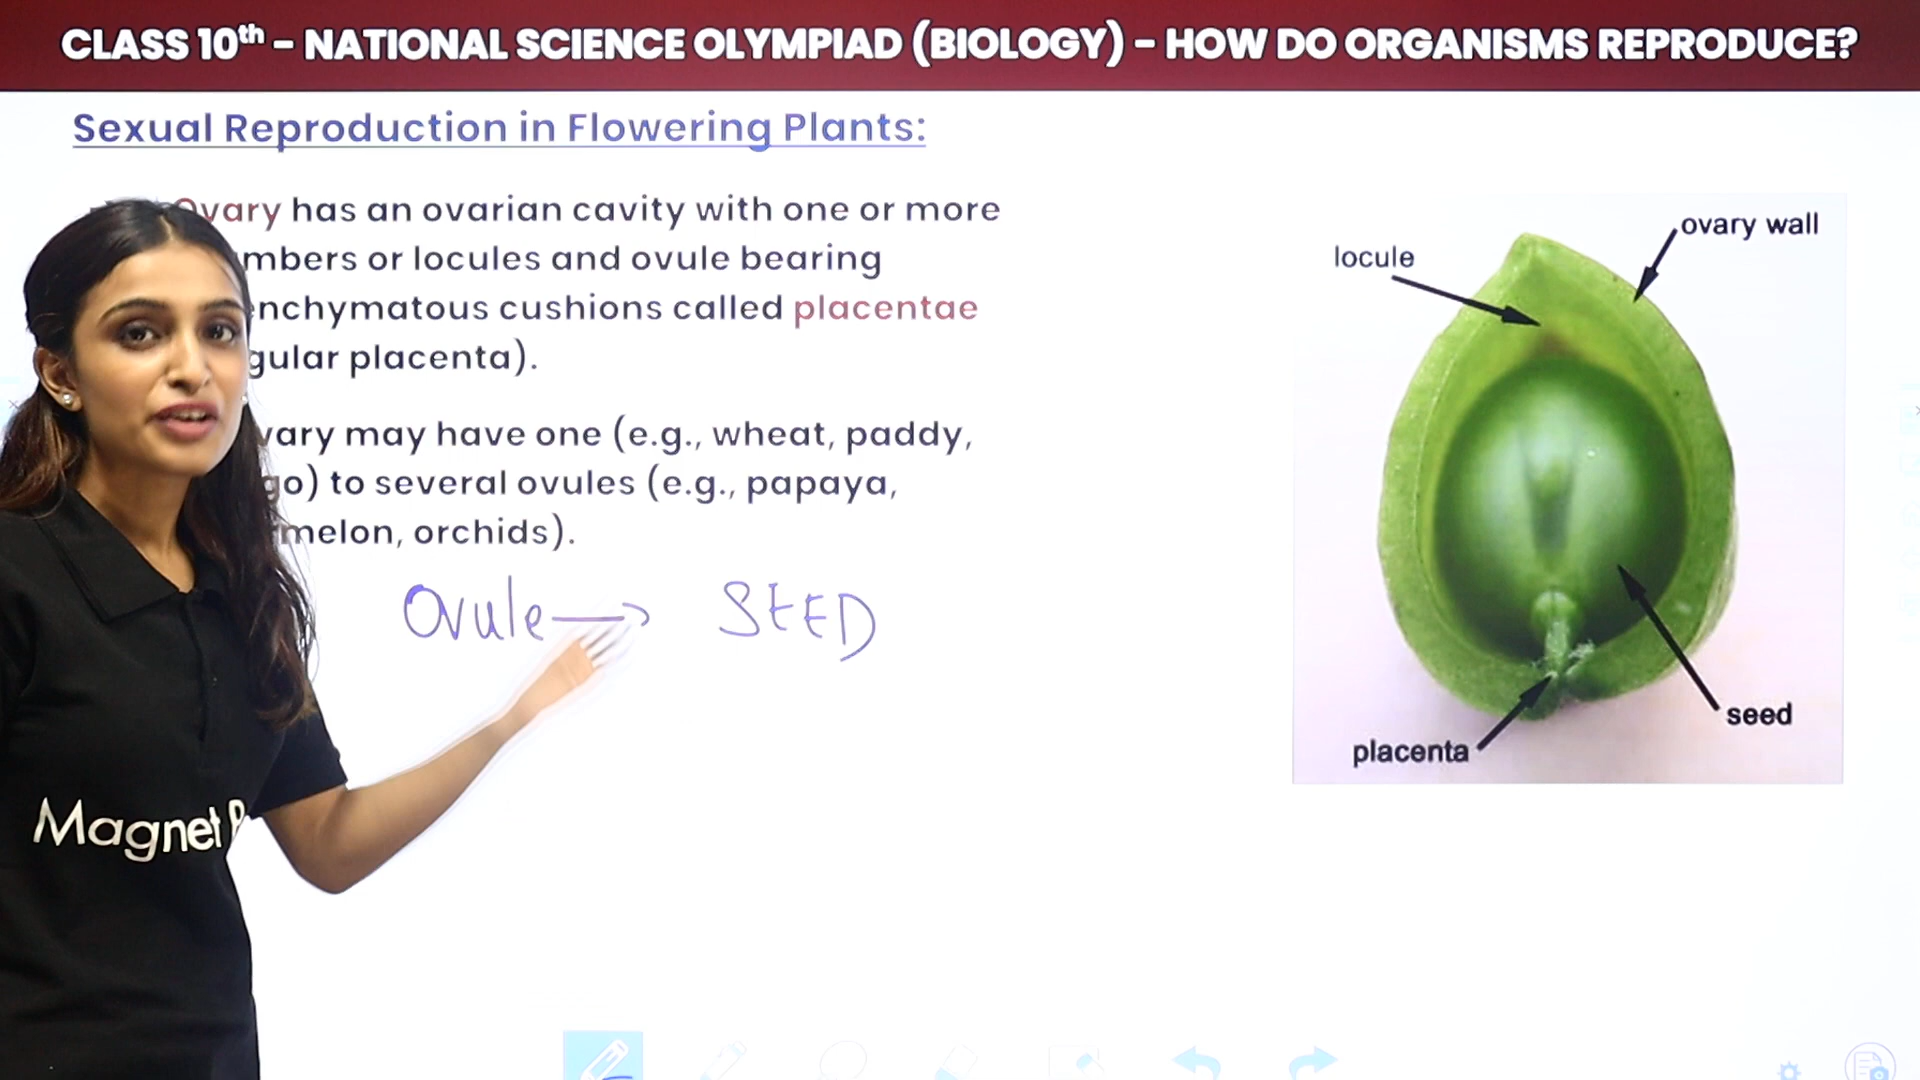 CLASS 10th - NATIONAL SCIENCE OLYMPIAD (BIOLOGY) - HOW DO ORGANISMS REPRODUCE?
Sexual Reproduction in Flowering Plants:
Ovary has an ovarian cavity with one or more
mbers or locules and ovule bearing
enchymatous cushions called placentae
gular placenta).
vary may have one (e.g., wheat, paddy,
go) to several ovules (e.g., papaya,
melon, orchids).
Ovule → SEED
locule
ovary wall
seed
placenta
Magnet